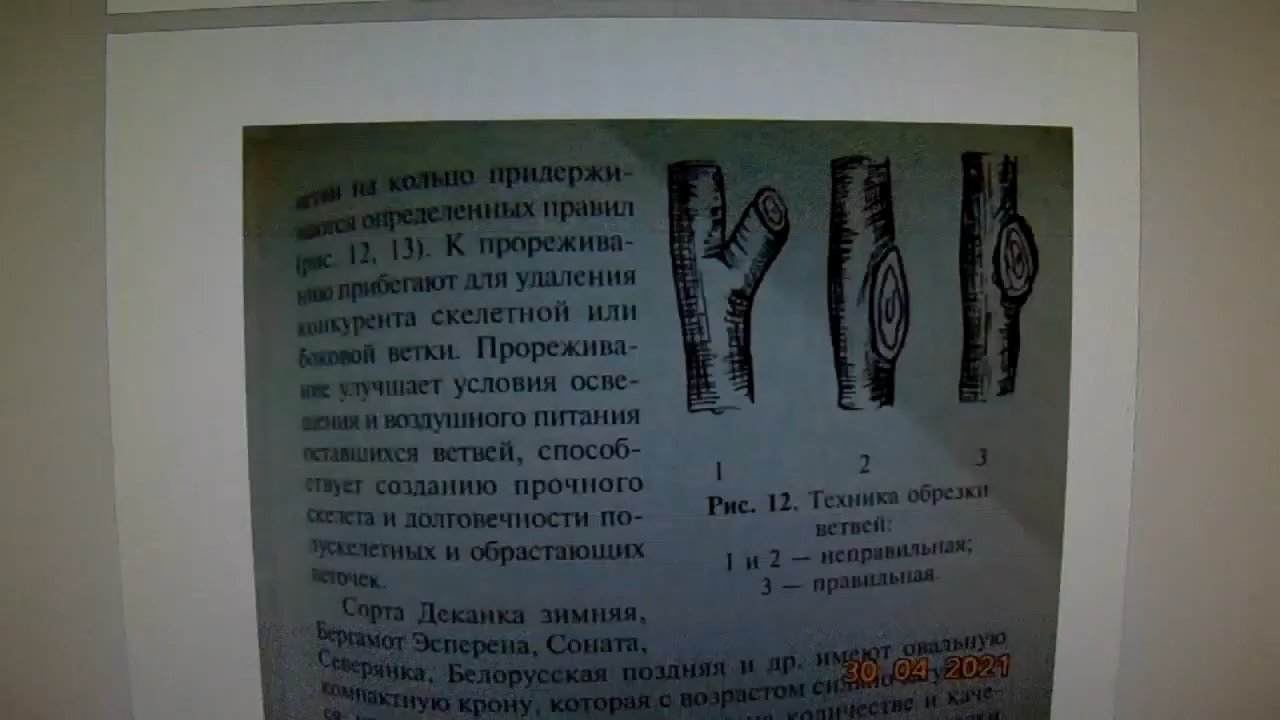 ветви на кольцо придержи-
ваются определенных правил
(рис. 12, 13). К прорежива-
нию прибегают для удаления
конкурента скелетной или
боковой ветки. Прорежива-
ние улучшает условия осве-
щения и воздушного питания
оставшихся ветвей, способ-
ствует созданию прочного
скелета и долговечности по-
лускелетных и обрастающих
веточек.
Сорта Деканка зимняя,
Бергамот Эсперена, Соната,
Северянка, Белорусская поздняя и др. имеют овальную
компактную крону, которая с возрастом
количестве и каче-
1 2 3
Рис. 12. Техника обрезки
ветвей:
1 и 2 — неправильная;
3 — правильная.
30 04 2021